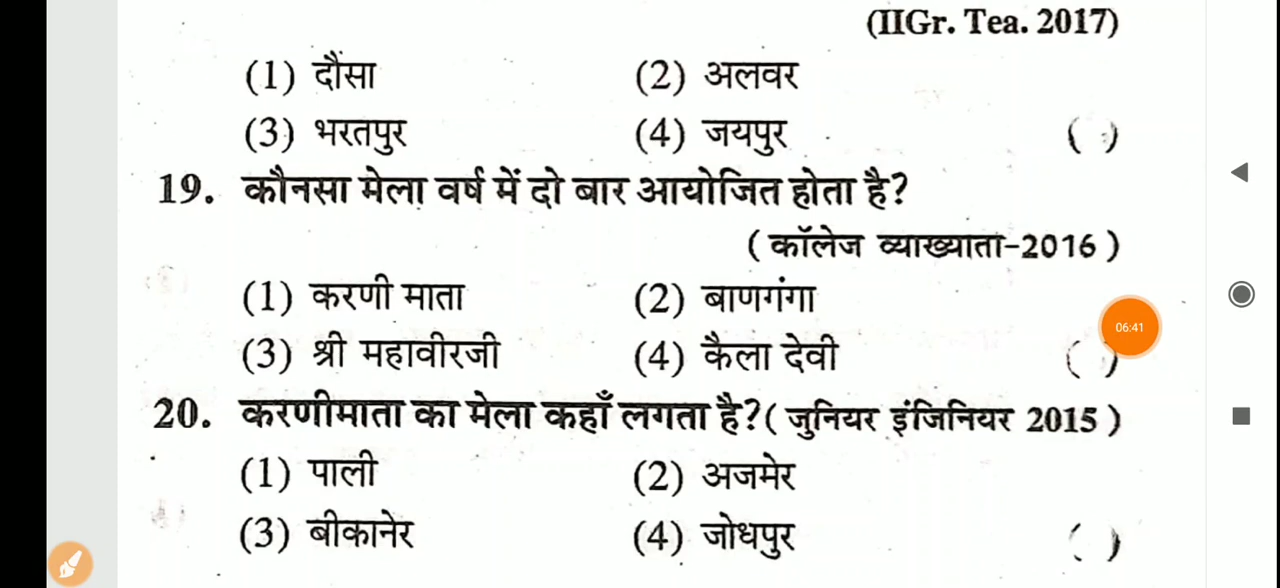 (IIGr. Tea. 2017)
(1) दौंसा (2) अलवर
(3) भरतपुर (4) जयपुर ( )
19. कौनसा मेला वर्ष में दो बार आयोजित होता है?
( कॉलेज व्याख्याता-2016 )
(1) करणी माता (2) बाणगंगा
06:41
(3) श्री महावीरजी (4) कैला देवी ( )
20. करणीमाता का मेला कहाँ लगता है? ( जुनियर इंजिनियर 2015 )
(1) पाली (2) अजमेर
(3) बीकानेर (4) जोधपुर ( )